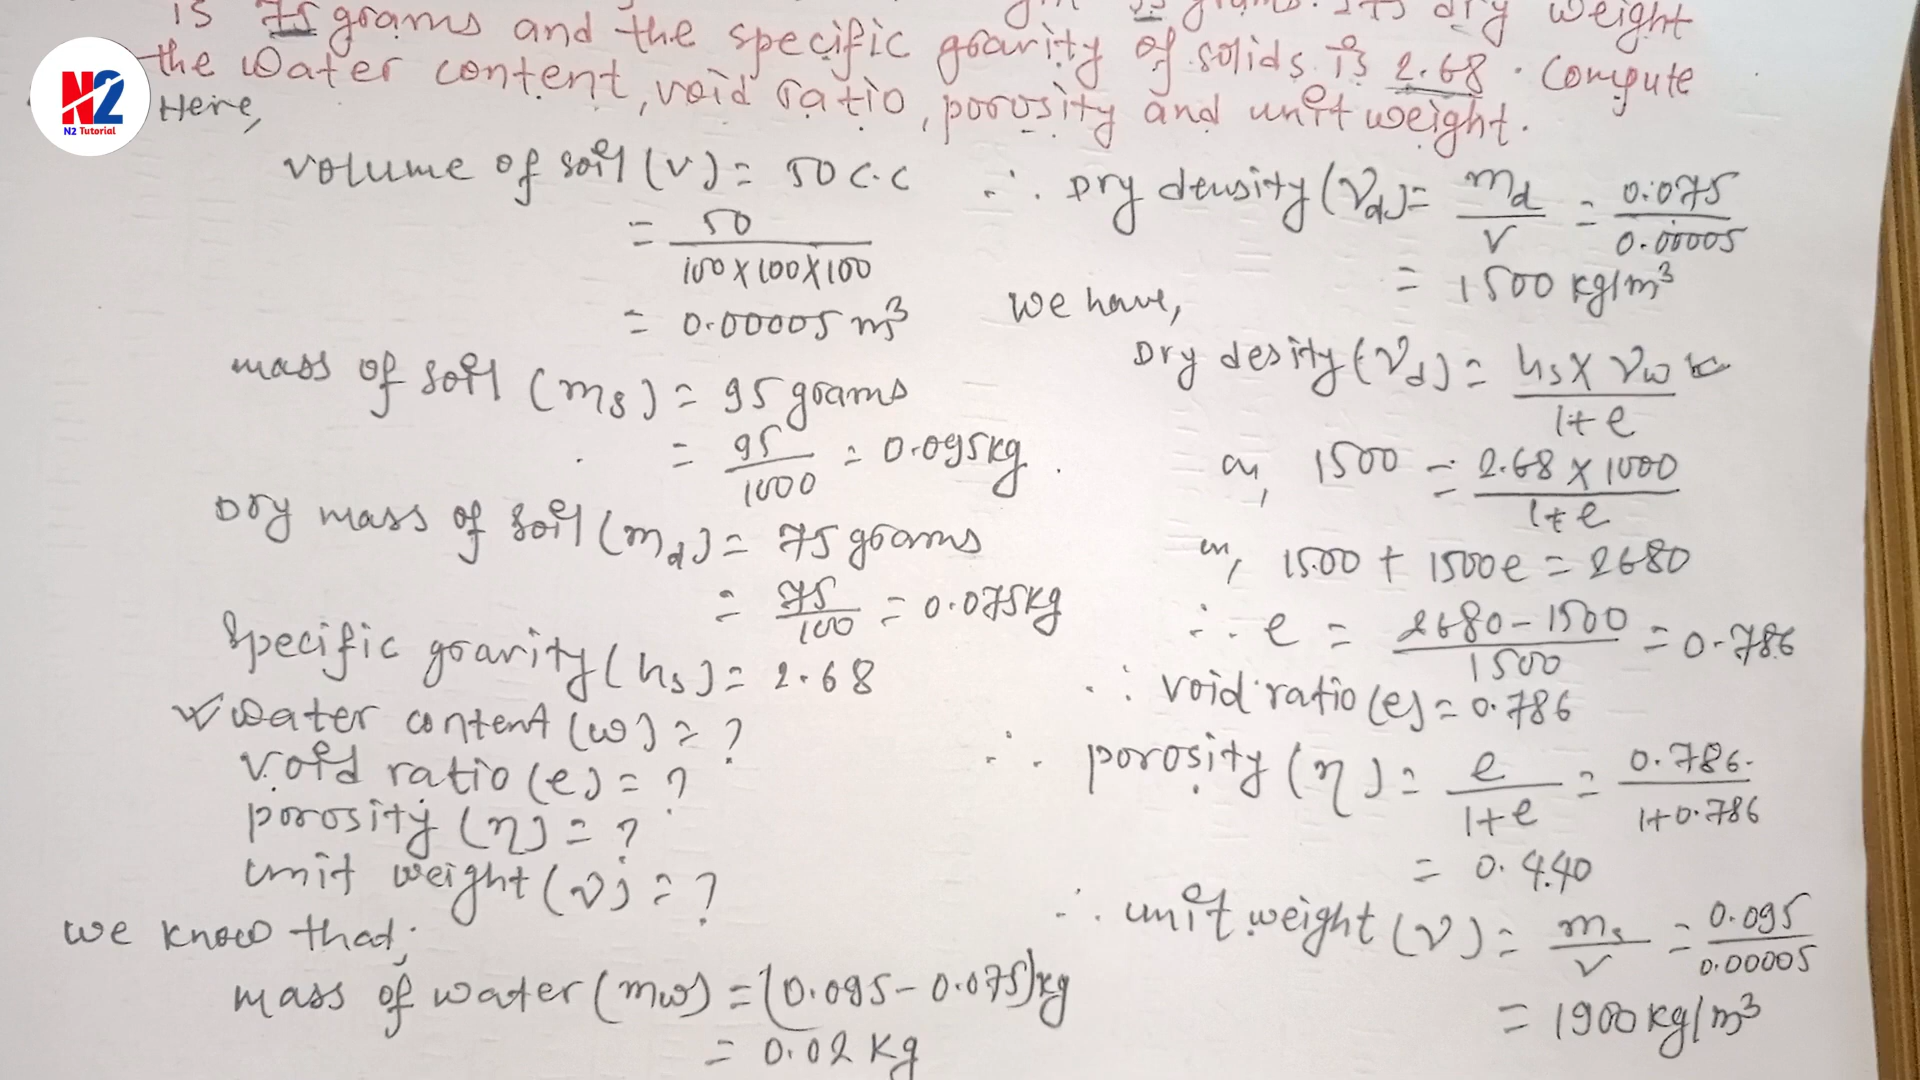 is 75 grams and the specific gravity of solids is 2.68. Compute
the water content, void ratio, porosity and unit weight.
N2
N2 Tutorial
Here,
volume of soil (v) = 50 c.c
= 50 / 100 x 100 x 100
= 0.00005 m³
mass of soil (ms) = 95 grams
= 95 / 1000 = 0.095 kg.
Dry mass of soil (md) = 75 grams
= 75 / 100 = 0.075 kg
Specific gravity (hs) = 2.68
✓ water content (w) = ?
void ratio (e) = ?
porosity (η) = ?
unit weight (γ) = ?
we know that;
mass of water (mw) = (0.095 - 0.075) kg
= 0.02 kg
∴ Dry density (γd) = md / v = 0.075 / 0.00005
= 1500 kg/m³
we have,
Dry desity (γd) = hs x γw / 1+e
or, 1500 = 2.68 x 1000 / 1+e
or, 1500 + 1500e = 2680
∴ e = 2680 - 1500 / 1500 = 0.786
∴ void ratio (e) = 0.786
∴ porosity (η) = e / 1+e = 0.786 / 1+0.786
= 0.440
∴ unit weight (γ) = ms / v = 0.095 / 0.00005
= 1900 kg/m³